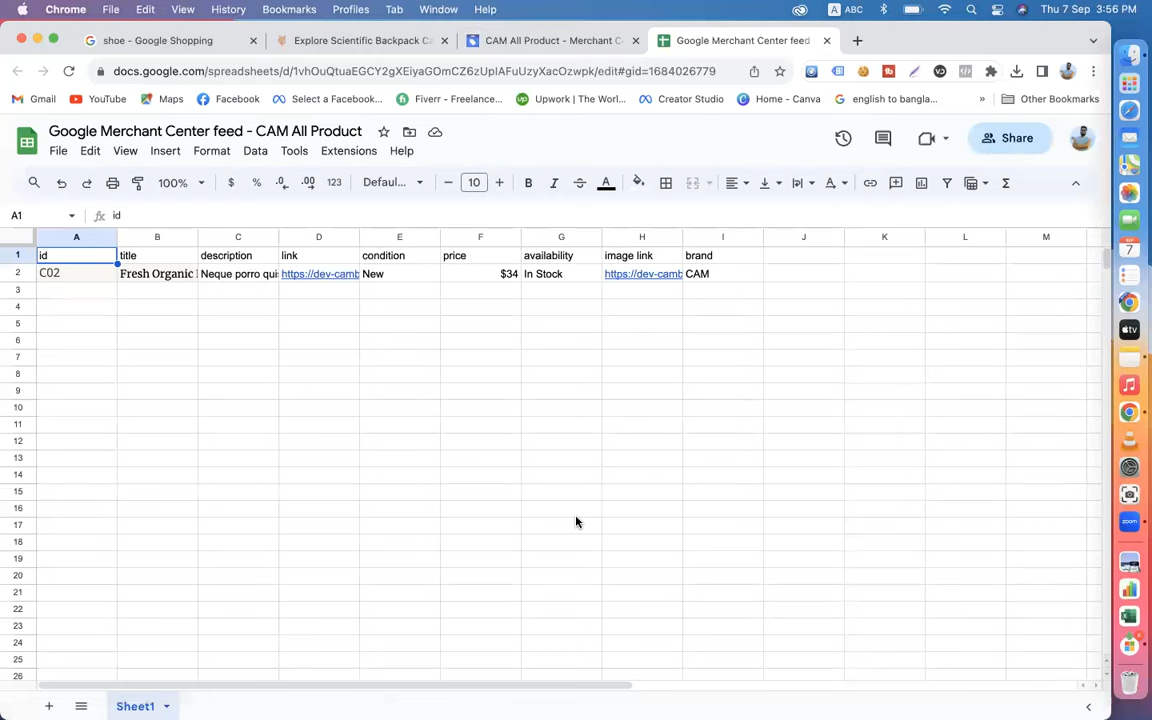 Chrome File Edit View History Bookmarks Profiles Tab Window Help A ABC Thu 7 Sep 3:56 PM
shoe - Google Shopping Explore Scientific Backpack Ca CAM All Product - Merchant C Google Merchant Center feed
docs.google.com/spreadsheets/d/1vhOuQtuaEGCY2gXEiyaGOmCZ6zUpIAFuUzyXacOzwpk/edit#gid=1684026779
Gmail YouTube Maps Facebook Select a Facebook... Fiverr - Freelance... Upwork | The Worl... Creator Studio Home - Canva english to bangla... » Other Bookmarks
Google Merchant Center feed - CAM All Product
File Edit View Insert Format Data Tools Extensions Help
Share
100% $ % .0 .00 123 Defaul... − 10 + B I A Σ
A1 fx id
A B C D E F G H I J K L M
1 id title description link condition price availability image link brand
2 C02 Fresh Organic Neque porro qui https://dev-camb New $34 In Stock https://dev-camb CAM
3
4
5
6
7
8
9
10
11
12
13
14
15
16
17
18
19
20
21
22
23
24
25
26
Sheet1
SEP
7
tv
zoom